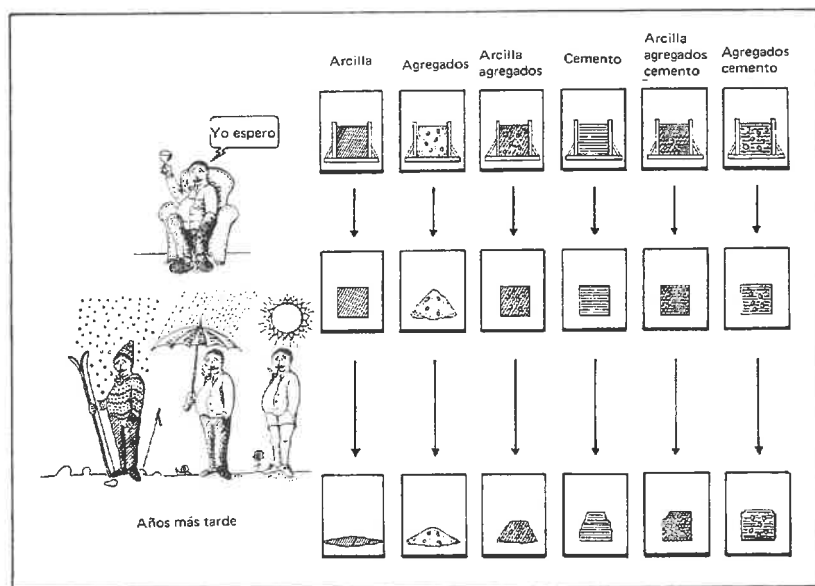 Arcilla
Agregados
Arcilla
agregados
Cemento
Arcilla
agregados
cemento
Agregados
cemento
Yo espero
Años más tarde